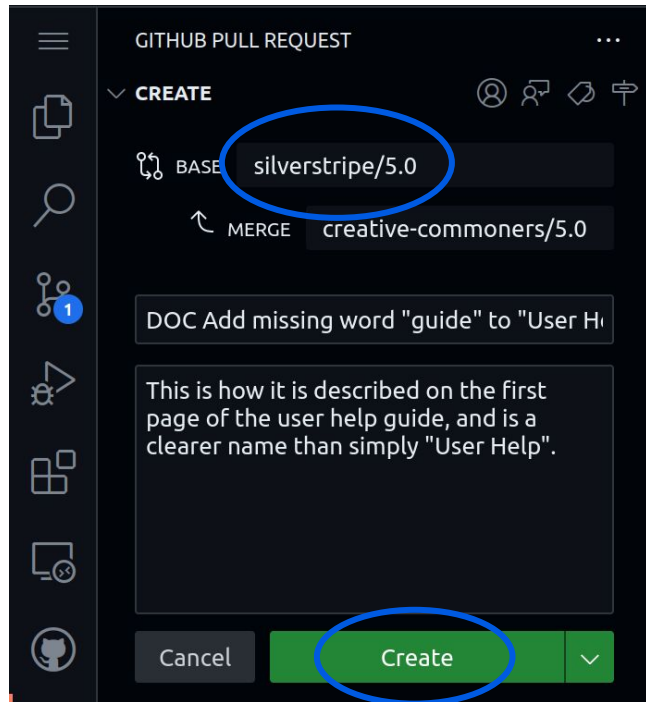 GITHUB PULL REQUEST
CREATE
BASE silverstripe/5.0
MERGE creative-commoners/5.0
1
DOC Add missing word "guide" to "User H
This is how it is described on the first
page of the user help guide, and is a
clearer name than simply "User Help".
Cancel Create